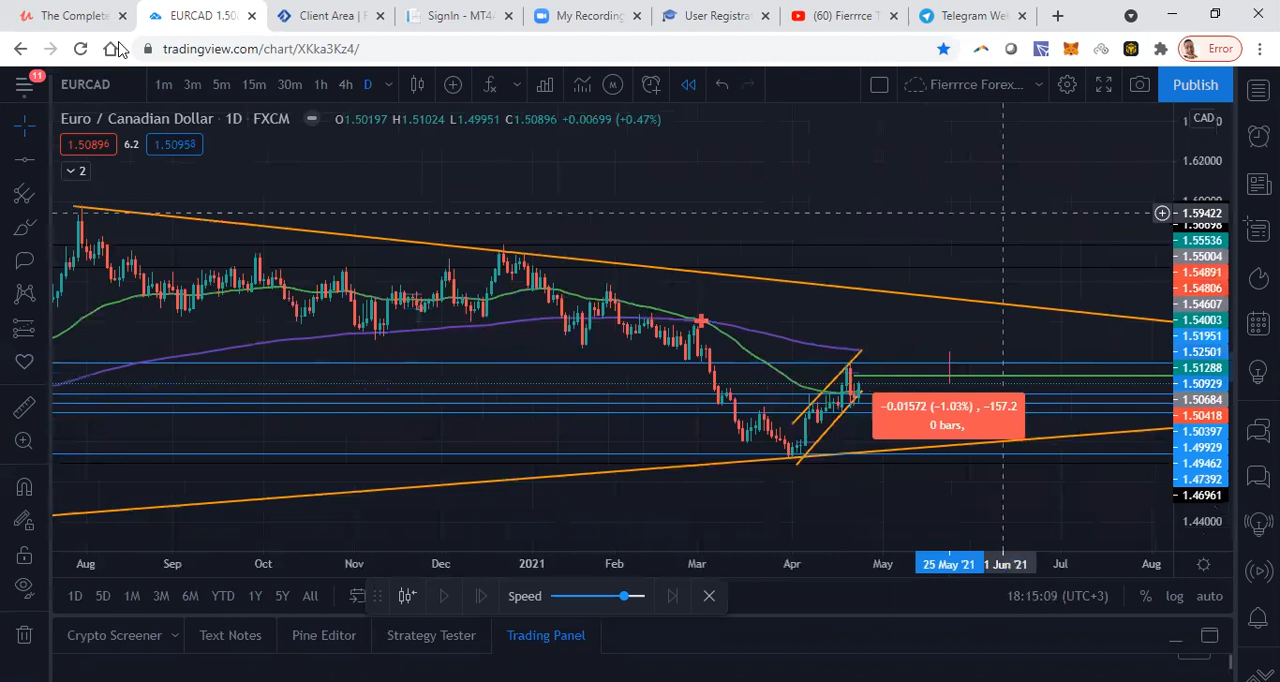 The Complete
EURCAD 1.50
Client Area | F
SignIn - MT4
My Recording
User Registra
(60) Fierrrce T
Telegram We
tradingview.com/chart/XKka3Kz4/
Error
11
EURCAD
1m 3m 5m 15m 30m 1h 4h D
M
Fierrrce Forex...
Publish
Euro / Canadian Dollar · 1D · FXCM
O1.50197 H1.51024 L1.49951 C1.50896 +0.00699 (+0.47%)
1.50896 6.2 1.50958
2
CAD
1.62000
1.59422
1.55536
1.55004
1.54891
1.54806
1.54607
1.54003
1.51951
1.52501
1.51288
1.50929
1.50684
1.50418
1.50397
1.49929
1.49462
1.47392
1.46961
1.44000
−0.01572 (−1.03%) , −157.2
0 bars,
Aug Sep Oct Nov Dec 2021 Feb Mar Apr May 25 May '21 1 Jun '21 Jul Aug
1D 5D 1M 3M 6M YTD 1Y 5Y All
Speed
18:15:09 (UTC+3) % log auto
Crypto Screener Text Notes Pine Editor Strategy Tester Trading Panel